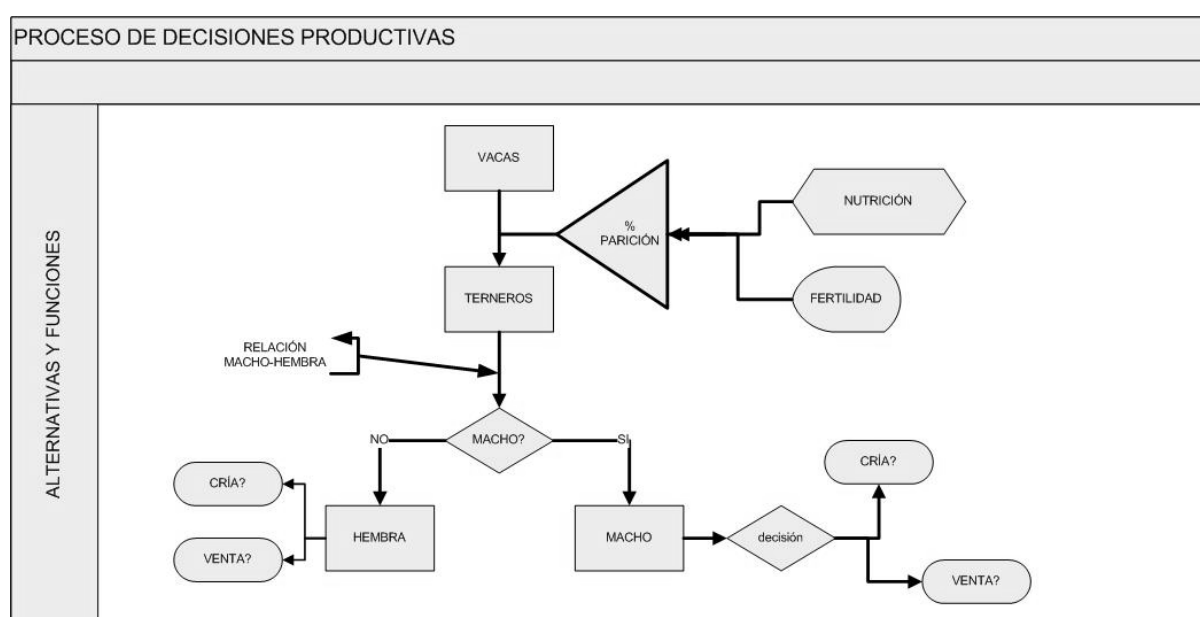 PROCESO DE DECISIONES PRODUCTIVAS
ALTERNATIVAS Y FUNCIONES
VACAS
%
PARICIÓN
NUTRICIÓN
TERNEROS
FERTILIDAD
RELACIÓN
MACHO-HEMBRA
NO
MACHO?
SI
CRÍA?
CRÍA?
HEMBRA
MACHO
decisión
VENTA?
VENTA?